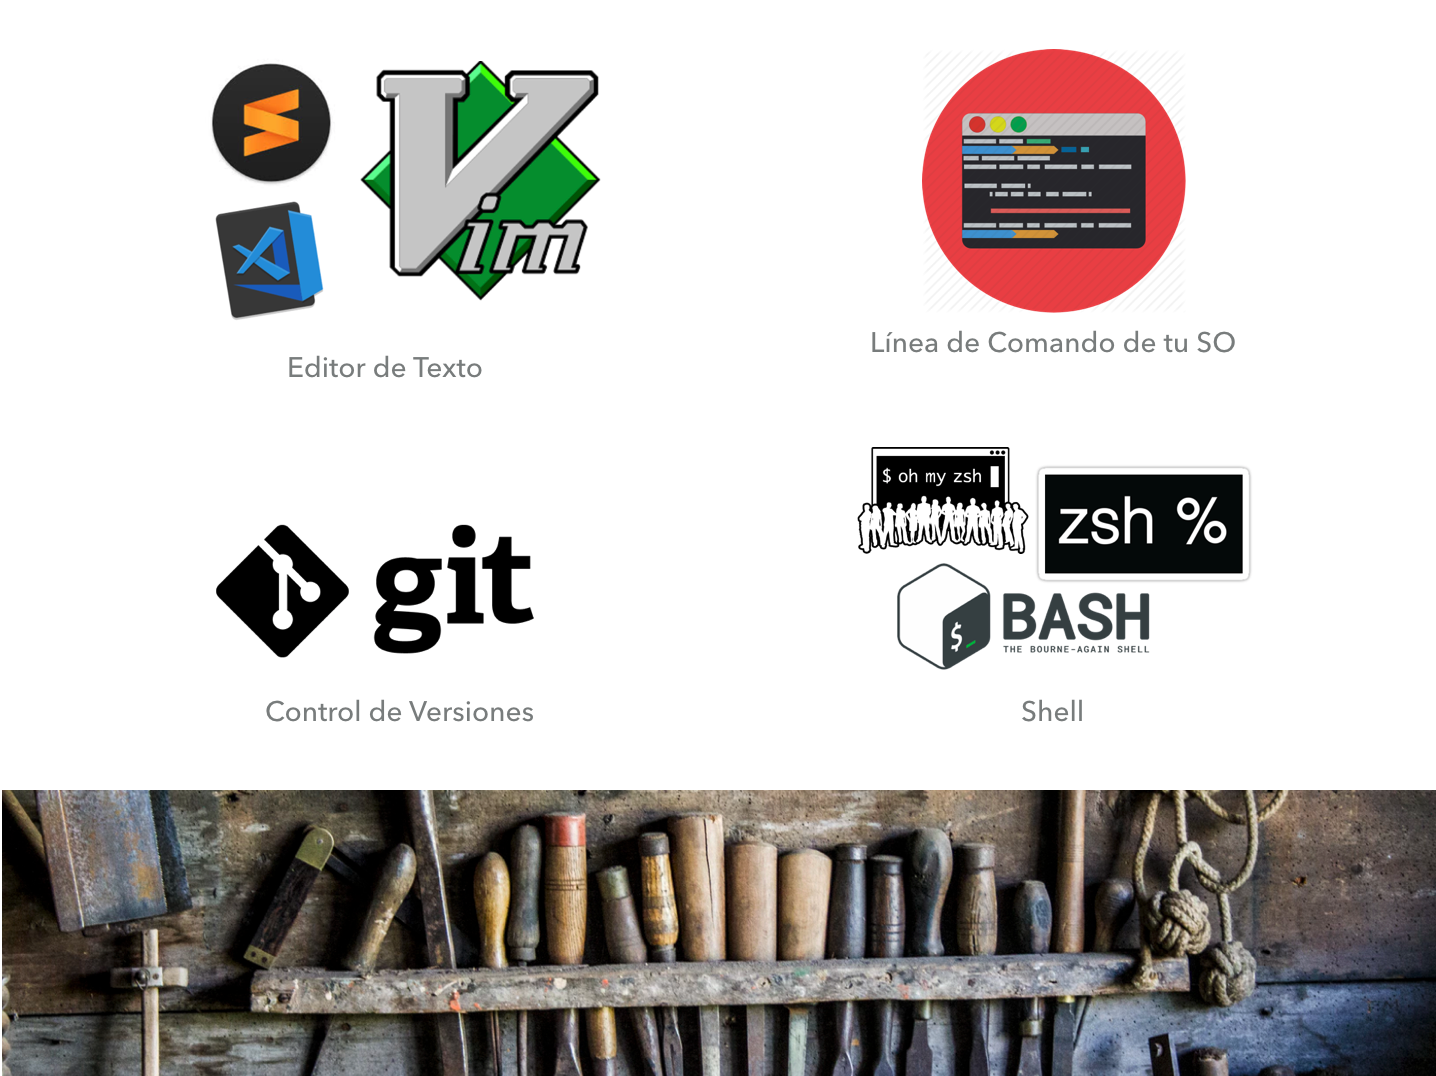 Vim
Editor de Texto
Línea de Comando de tu SO
git
Control de Versiones
$ oh my zsh
zsh %
$_
BASH
THE BOURNE-AGAIN SHELL
Shell